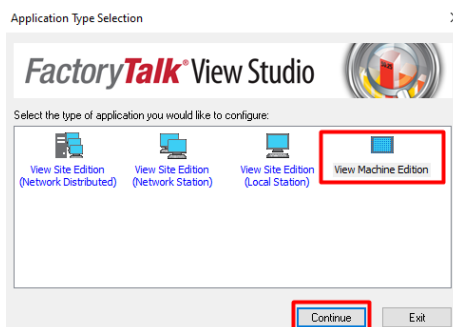 Application Type Selection
FactoryTalk® View Studio
Select the type of application you would like to configure:
View Site Edition
(Network Distributed)
View Site Edition
(Network Station)
View Site Edition
(Local Station)
View Machine Edition
Continue
Exit